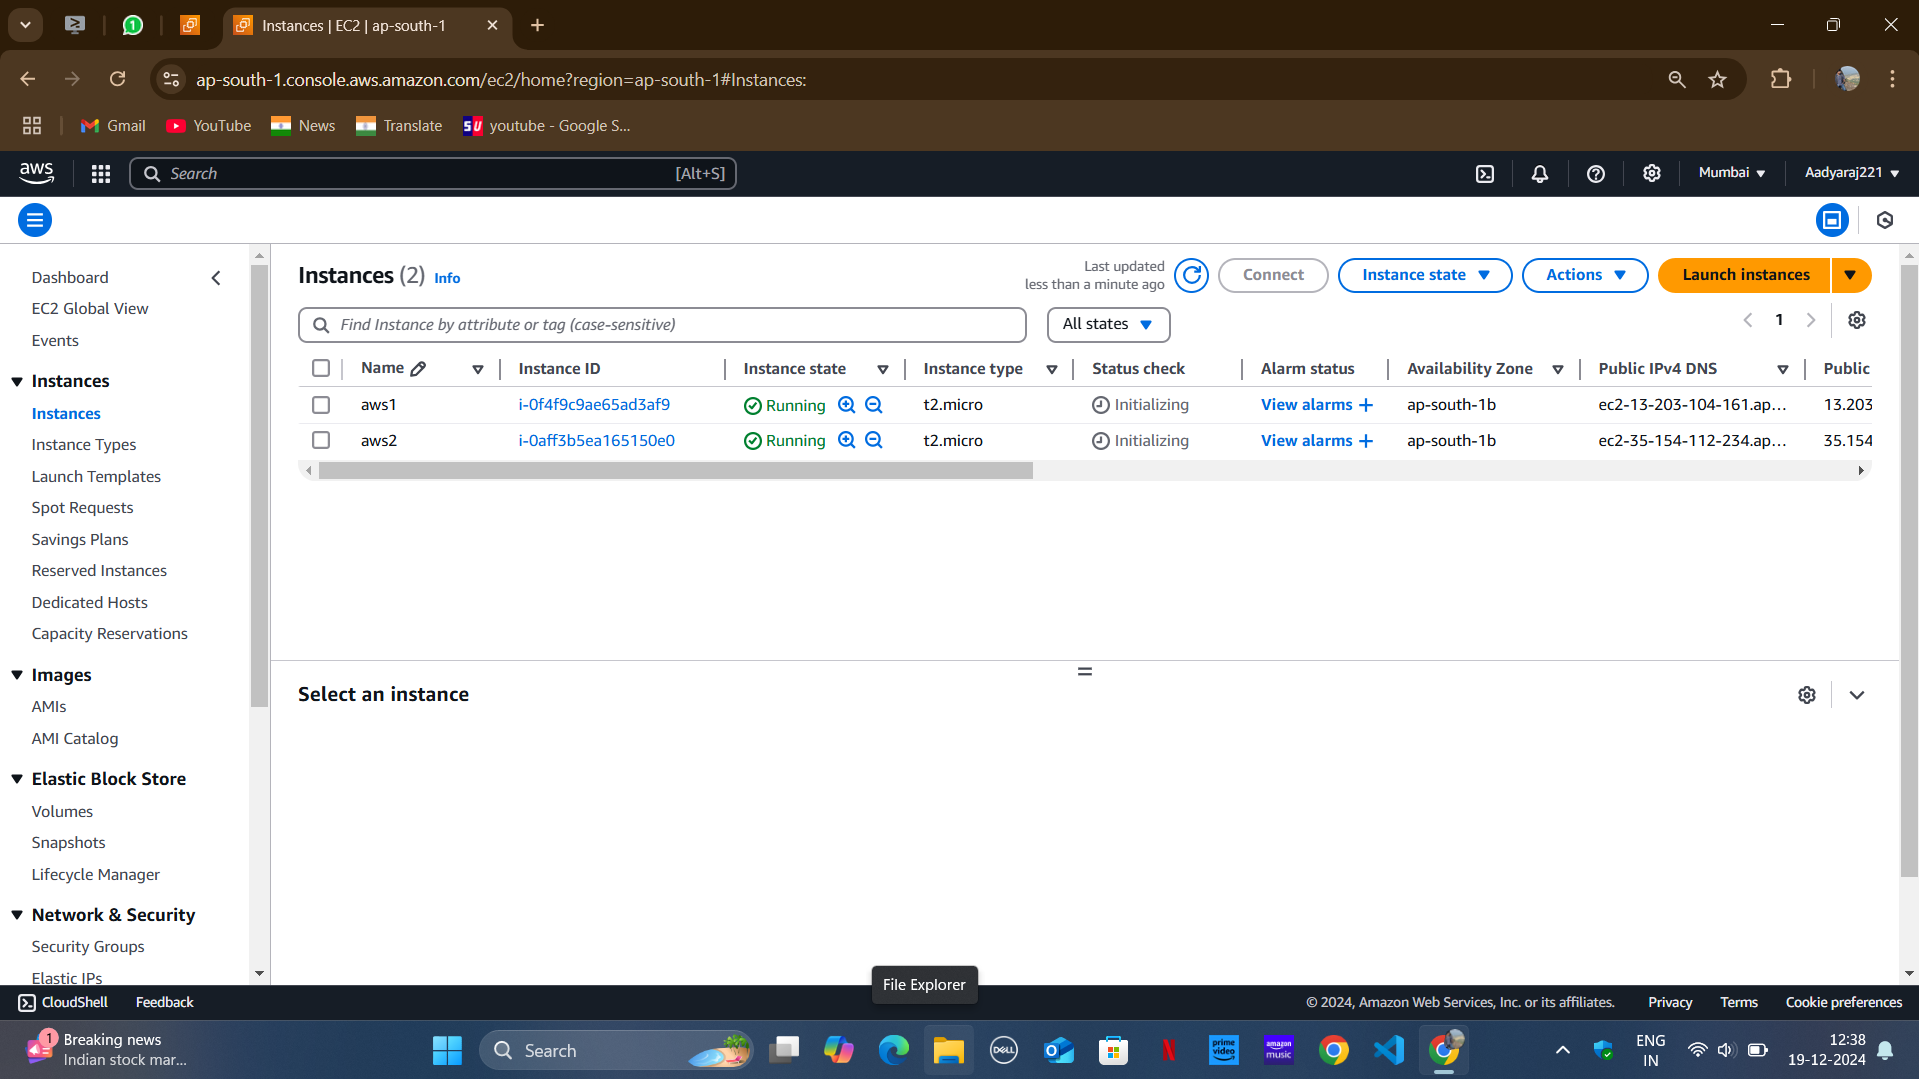 Instances | EC2 | ap-south-1
ap-south-1.console.aws.amazon.com/ec2/home?region=ap-south-1#Instances:
Gmail
YouTube
News
Translate
SU youtube - Google S...
aws
Search
[Alt+S]
Mumbai
Aadyaraj221
Dashboard
EC2 Global View
Events
Instances
Instances
Instance Types
Launch Templates
Spot Requests
Savings Plans
Reserved Instances
Dedicated Hosts
Capacity Reservations
Images
AMIs
AMI Catalog
Elastic Block Store
Volumes
Snapshots
Lifecycle Manager
Network & Security
Security Groups
Elastic IPs
Instances (2) Info
Last updated
less than a minute ago
Connect
Instance state
Actions
Launch instances
Find Instance by attribute or tag (case-sensitive)
All states
1
Name Instance ID Instance state Instance type Status check Alarm status Availability Zone Public IPv4 DNS Public
aws1 i-0f4f9c9ae65ad3af9 Running t2.micro Initializing View alarms ap-south-1b ec2-13-203-104-161.ap... 13.203
aws2 i-0aff3b5ea165150e0 Running t2.micro Initializing View alarms ap-south-1b ec2-35-154-112-234.ap... 35.154
Select an instance
File Explorer
CloudShell
Feedback
© 2024, Amazon Web Services, Inc. or its affiliates.
Privacy
Terms
Cookie preferences
1
Breaking news
Indian stock mar...
Search
DELL
prime
video
amazon
music
ENG
IN
12:38
19-12-2024